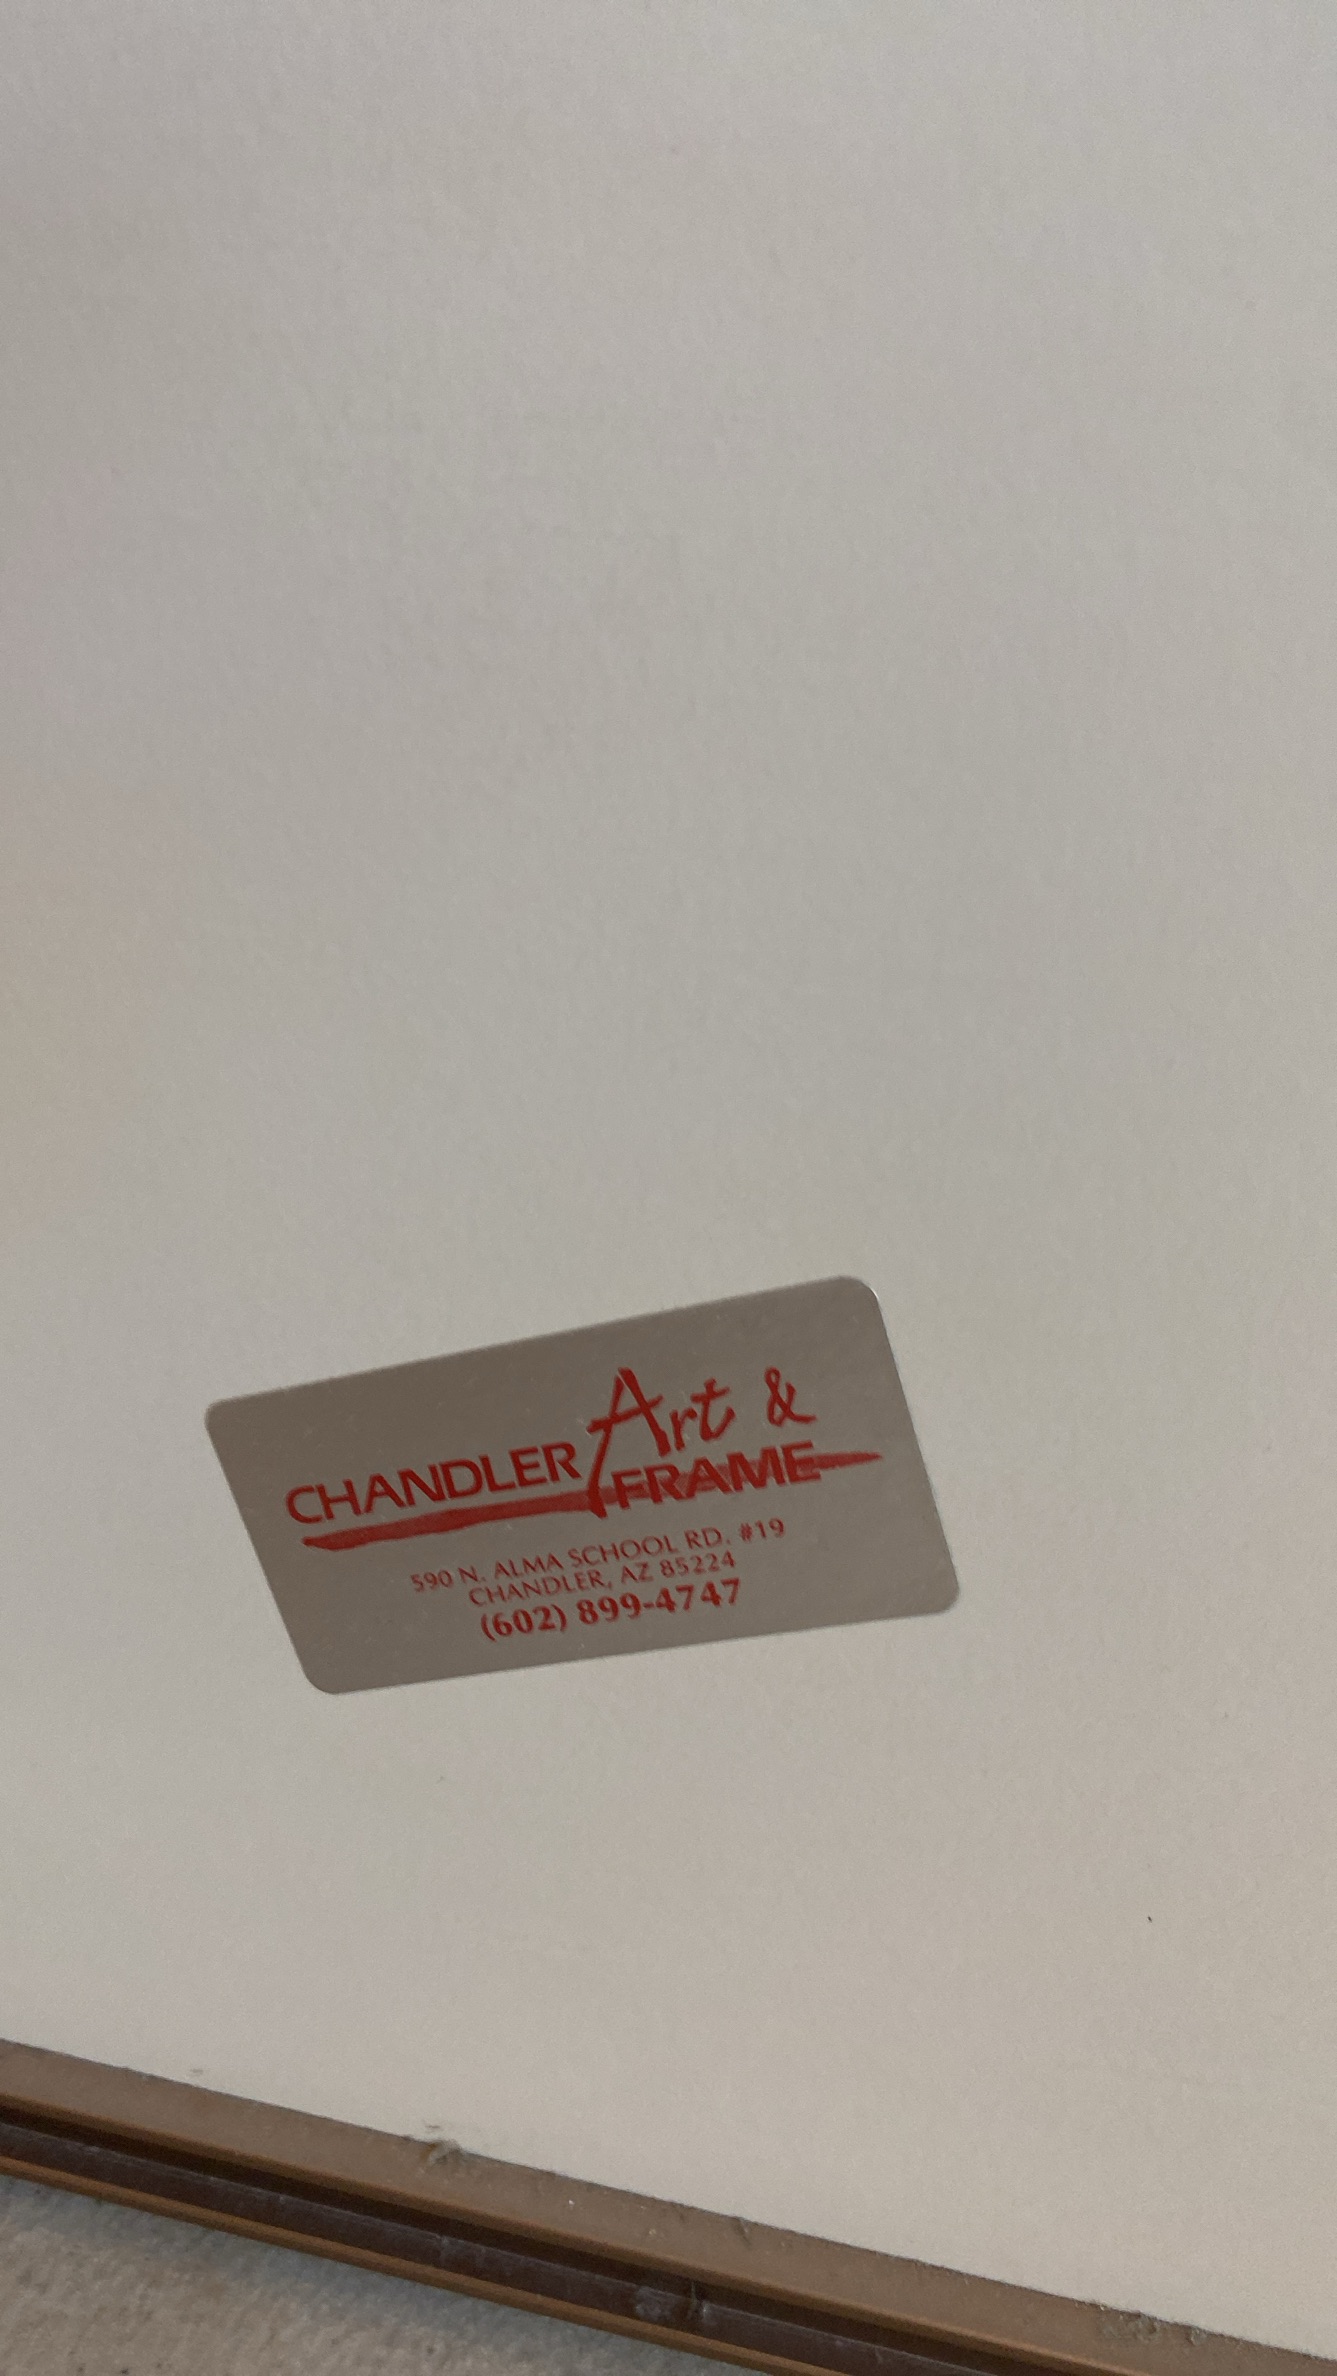 CHANDLER Art &
FRAME
590 N. ALMA SCHOOL RD. #19
CHANDLER, AZ 85224
(602) 899-4747